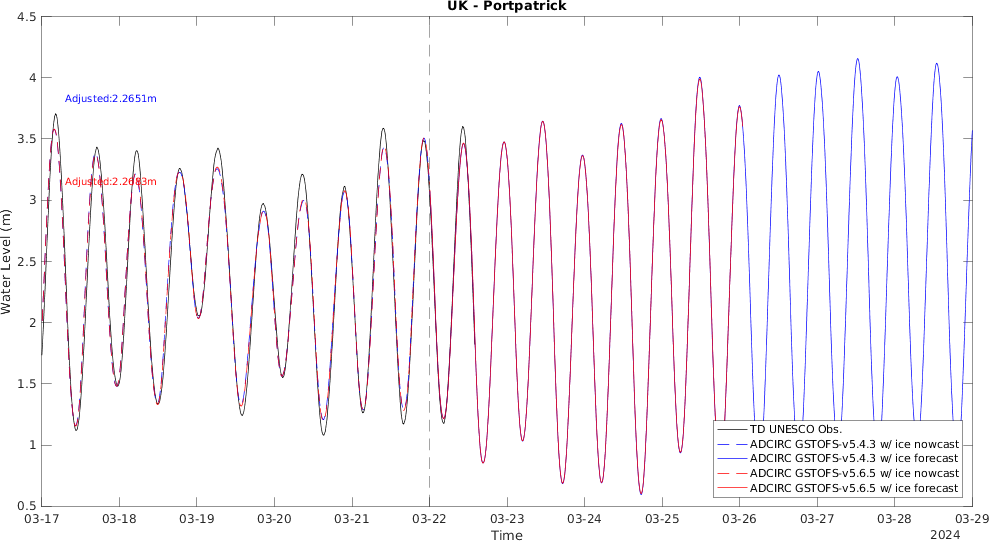 UK - Portpatrick
4.5
4
3.5
3
2.5
2
1.5
1
0.5
Water Level (m)
Adjusted:2.2651m
Adjusted:2.2683m
TD UNESCO Obs.
ADCIRC GSTOFS-v5.4.3 w/ ice nowcast
ADCIRC GSTOFS-v5.4.3 w/ ice forecast
ADCIRC GSTOFS-v5.6.5 w/ ice nowcast
ADCIRC GSTOFS-v5.6.5 w/ ice forecast
03-17 03-18 03-19 03-20 03-21 03-22 03-23 03-24 03-25 03-26 03-27 03-28 03-29
Time
2024